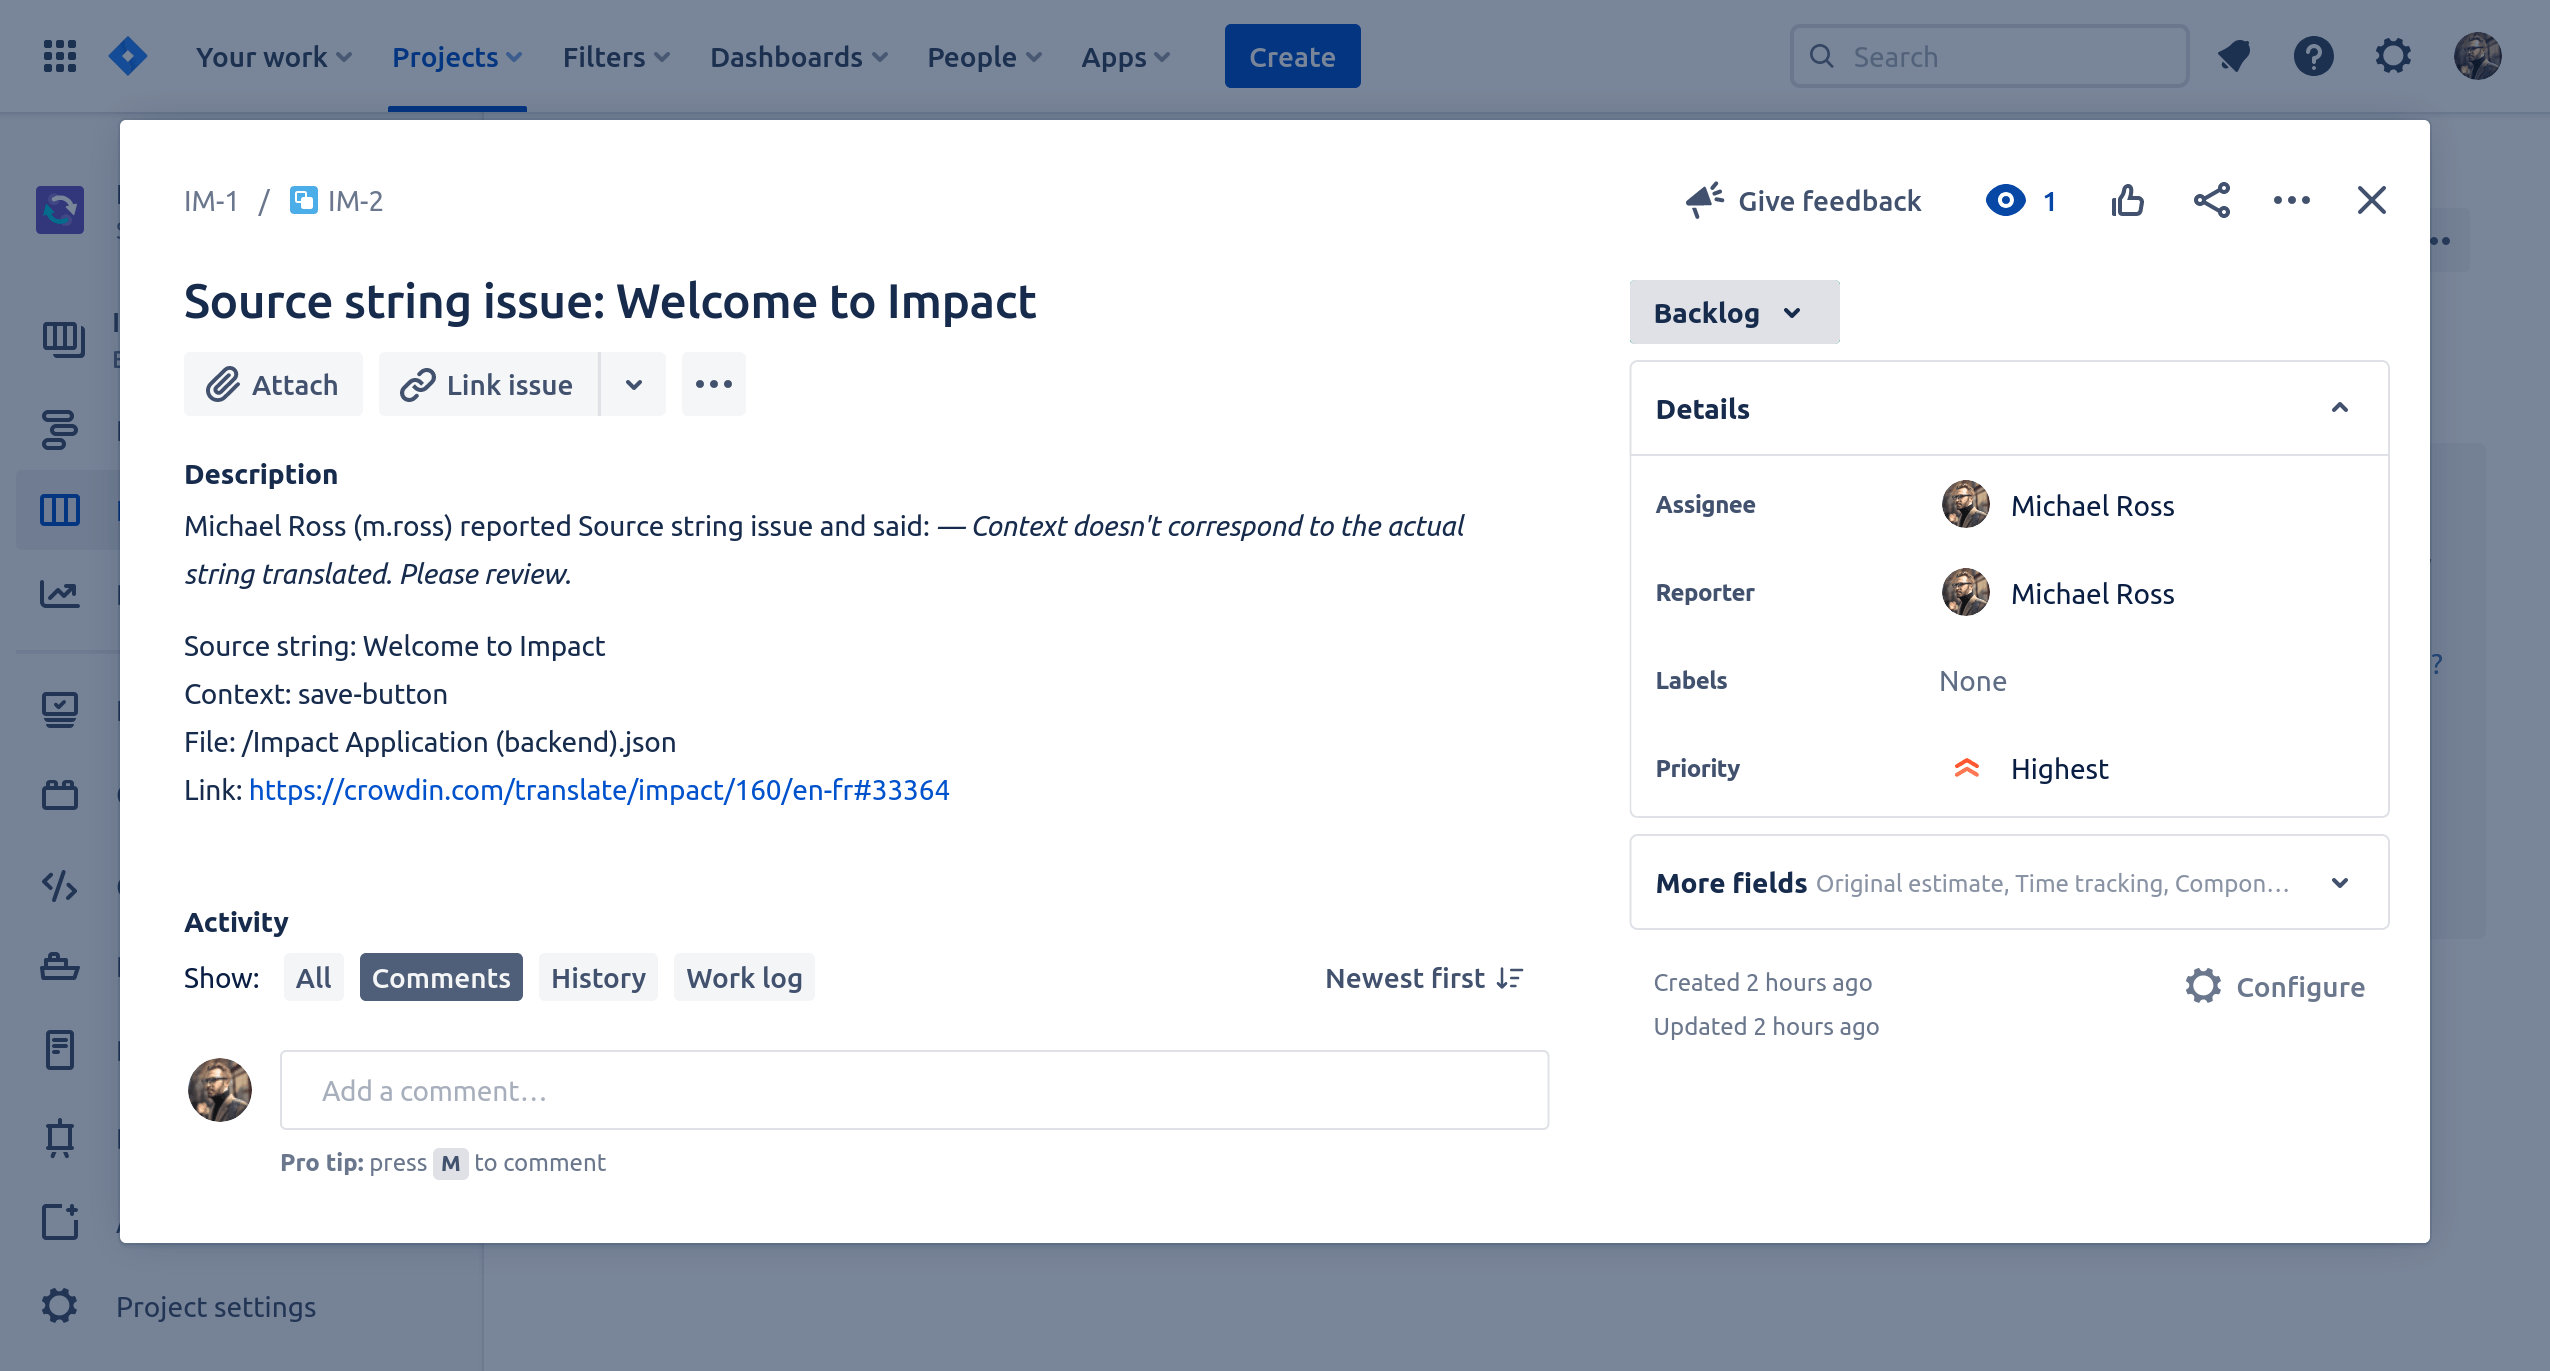 Your work
Projects
Filters
Dashboards
People
Apps
Create
Search
IM-1 / IM-2
Give feedback
1
Source string issue: Welcome to Impact
Attach
Link issue
Backlog
Description
Michael Ross (m.ross) reported Source string issue and said: — Context doesn't correspond to the actual
string translated. Please review.
Source string: Welcome to Impact
Context: save-button
File: /Impact Application (backend).json
Link: https://crowdin.com/translate/impact/160/en-fr#33364
Details
Assignee
Michael Ross
Reporter
Michael Ross
Labels
None
Priority
Highest
More fields Original estimate, Time tracking, Compon...
Created 2 hours ago
Updated 2 hours ago
Configure
Activity
Show:
All
Comments
History
Work log
Newest first
Add a comment...
Pro tip: press M to comment
Project settings
?